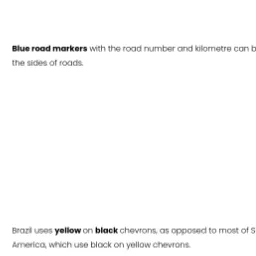 Blue road markers with the road number and kilometre can b
the sides of roads.
Brazil uses yellow on black chevrons, as opposed to most of S
America, which use black on yellow chevrons.